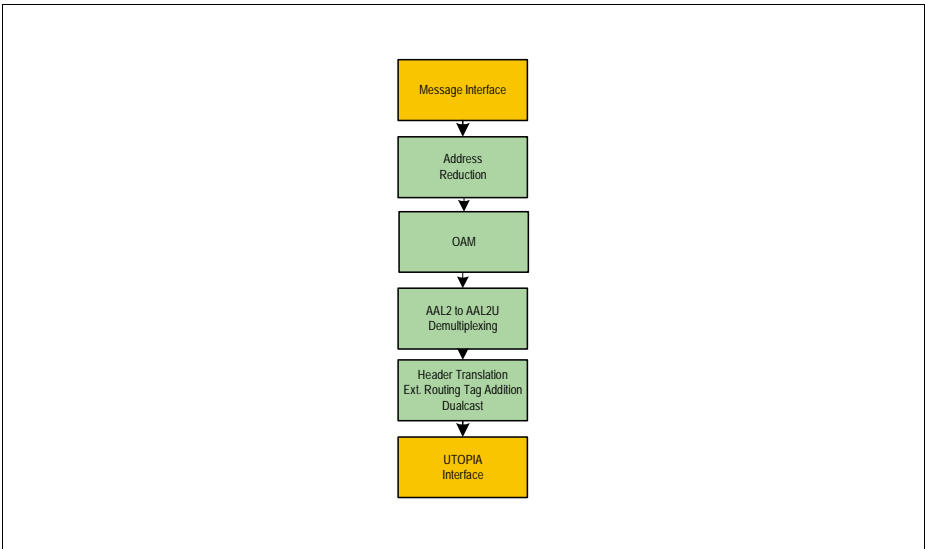 Message Interface
Address
Reduction
OAM
AAL2 to AAL2U
Demultiplexing
Header Translation
Ext. Routing Tag Addition
Dualcast
UTOPIA
Interface